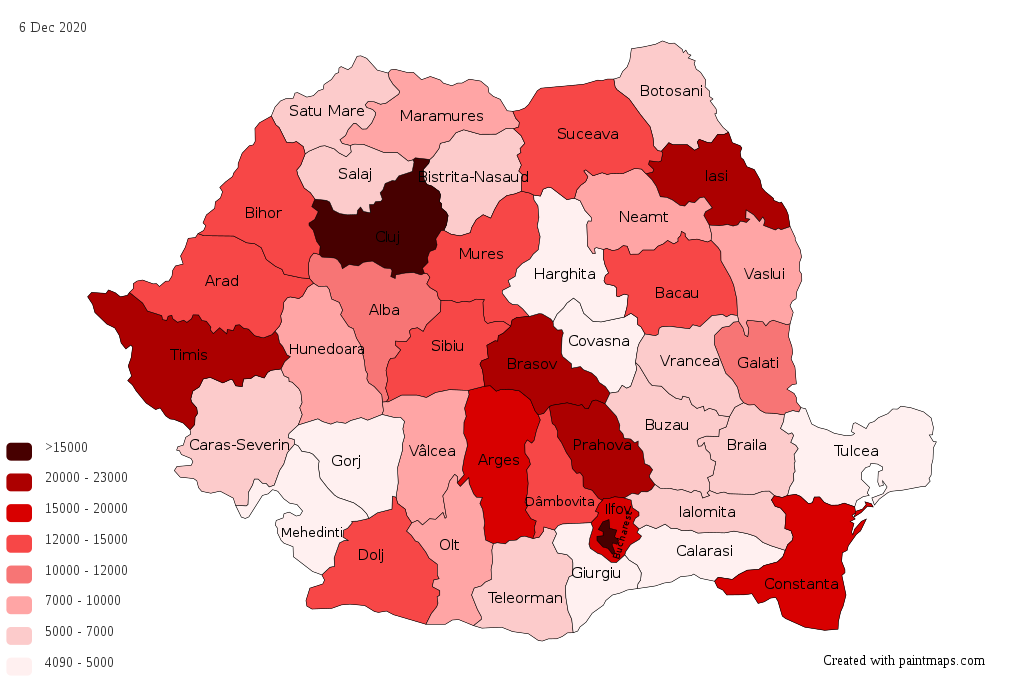 6 Dec 2020
Botosani
Satu Mare
Maramures
Suceava
Salaj
Bistrita-Nasaud
Iasi
Bihor
Neamt
Cluj
Mures
Harghita
Vaslui
Arad
Bacau
Alba
Covasna
Hunedoara
Sibiu
Timis
Brasov
Vrancea
Galati
Buzau
Caras-Severin
Prahova
Braila
Tulcea
Vâlcea
Gorj
Arges
Dâmbovita
Ilfov
Ialomita
Bucharest
Mehedinti
Olt
Dolj
Calarasi
Giurgiu
Constanta
Teleorman
>15000
20000 - 23000
15000 - 20000
12000 - 15000
10000 - 12000
7000 - 10000
5000 - 7000
4090 - 5000
Created with paintmaps.com